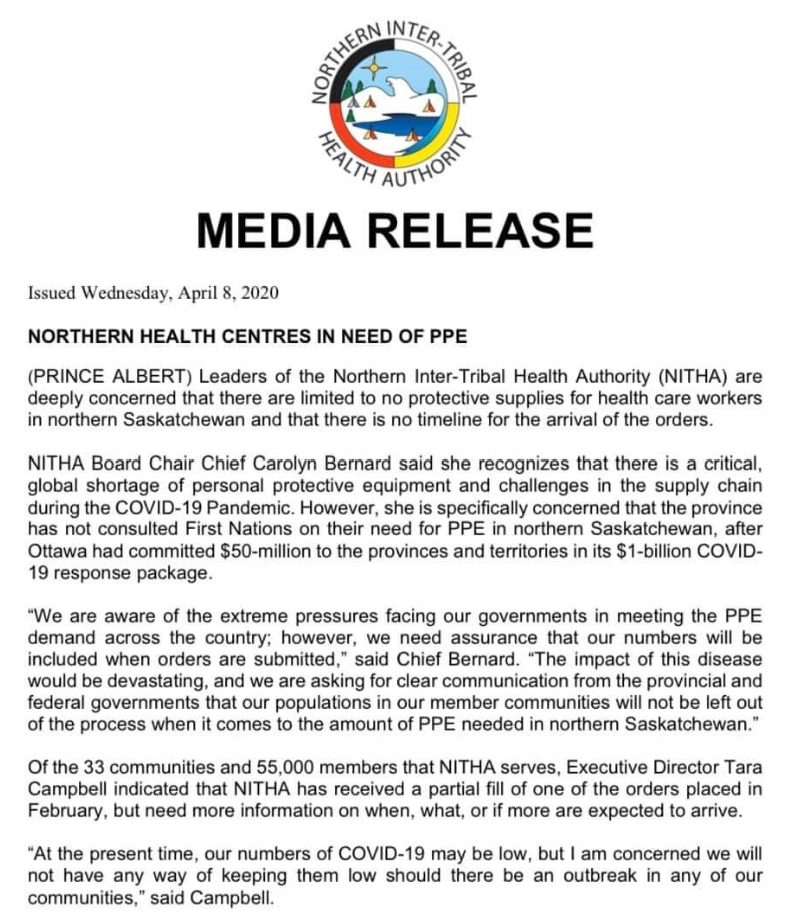 NORTHERN INTER-TRIBAL
HEALTH AUTHORITY
MEDIA RELEASE
Issued Wednesday, April 8, 2020
NORTHERN HEALTH CENTRES IN NEED OF PPE
(PRINCE ALBERT) Leaders of the Northern Inter-Tribal Health Authority (NITHA) are
deeply concerned that there are limited to no protective supplies for health care workers
in northern Saskatchewan and that there is no timeline for the arrival of the orders.
NITHA Board Chair Chief Carolyn Bernard said she recognizes that there is a critical,
global shortage of personal protective equipment and challenges in the supply chain
during the COVID-19 Pandemic. However, she is specifically concerned that the province
has not consulted First Nations on their need for PPE in northern Saskatchewan, after
Ottawa had committed $50-million to the provinces and territories in its $1-billion COVID-
19 response package.
“We are aware of the extreme pressures facing our governments in meeting the PPE
demand across the country; however, we need assurance that our numbers will be
included when orders are submitted,” said Chief Bernard. “The impact of this disease
would be devastating, and we are asking for clear communication from the provincial and
federal governments that our populations in our member communities will not be left out
of the process when it comes to the amount of PPE needed in northern Saskatchewan.”
Of the 33 communities and 55,000 members that NITHA serves, Executive Director Tara
Campbell indicated that NITHA has received a partial fill of one of the orders placed in
February, but need more information on when, what, or if more are expected to arrive.
“At the present time, our numbers of COVID-19 may be low, but I am concerned we will
not have any way of keeping them low should there be an outbreak in any of our
communities,” said Campbell.